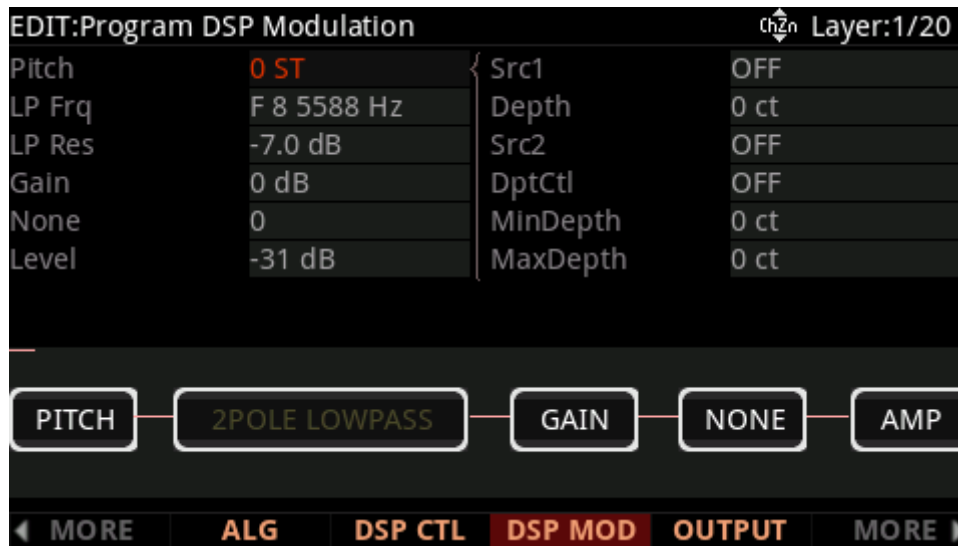 EDIT:Program DSP Modulation ChZn Layer:1/20
Pitch 0 ST Src1 OFF
LP Frq F 8 5588 Hz Depth 0 ct
LP Res -7.0 dB Src2 OFF
Gain 0 dB DptCtl OFF
None 0 MinDepth 0 ct
Level -31 dB MaxDepth 0 ct
PITCH 2POLE LOWPASS GAIN NONE AMP
MORE ALG DSP CTL DSP MOD OUTPUT MORE